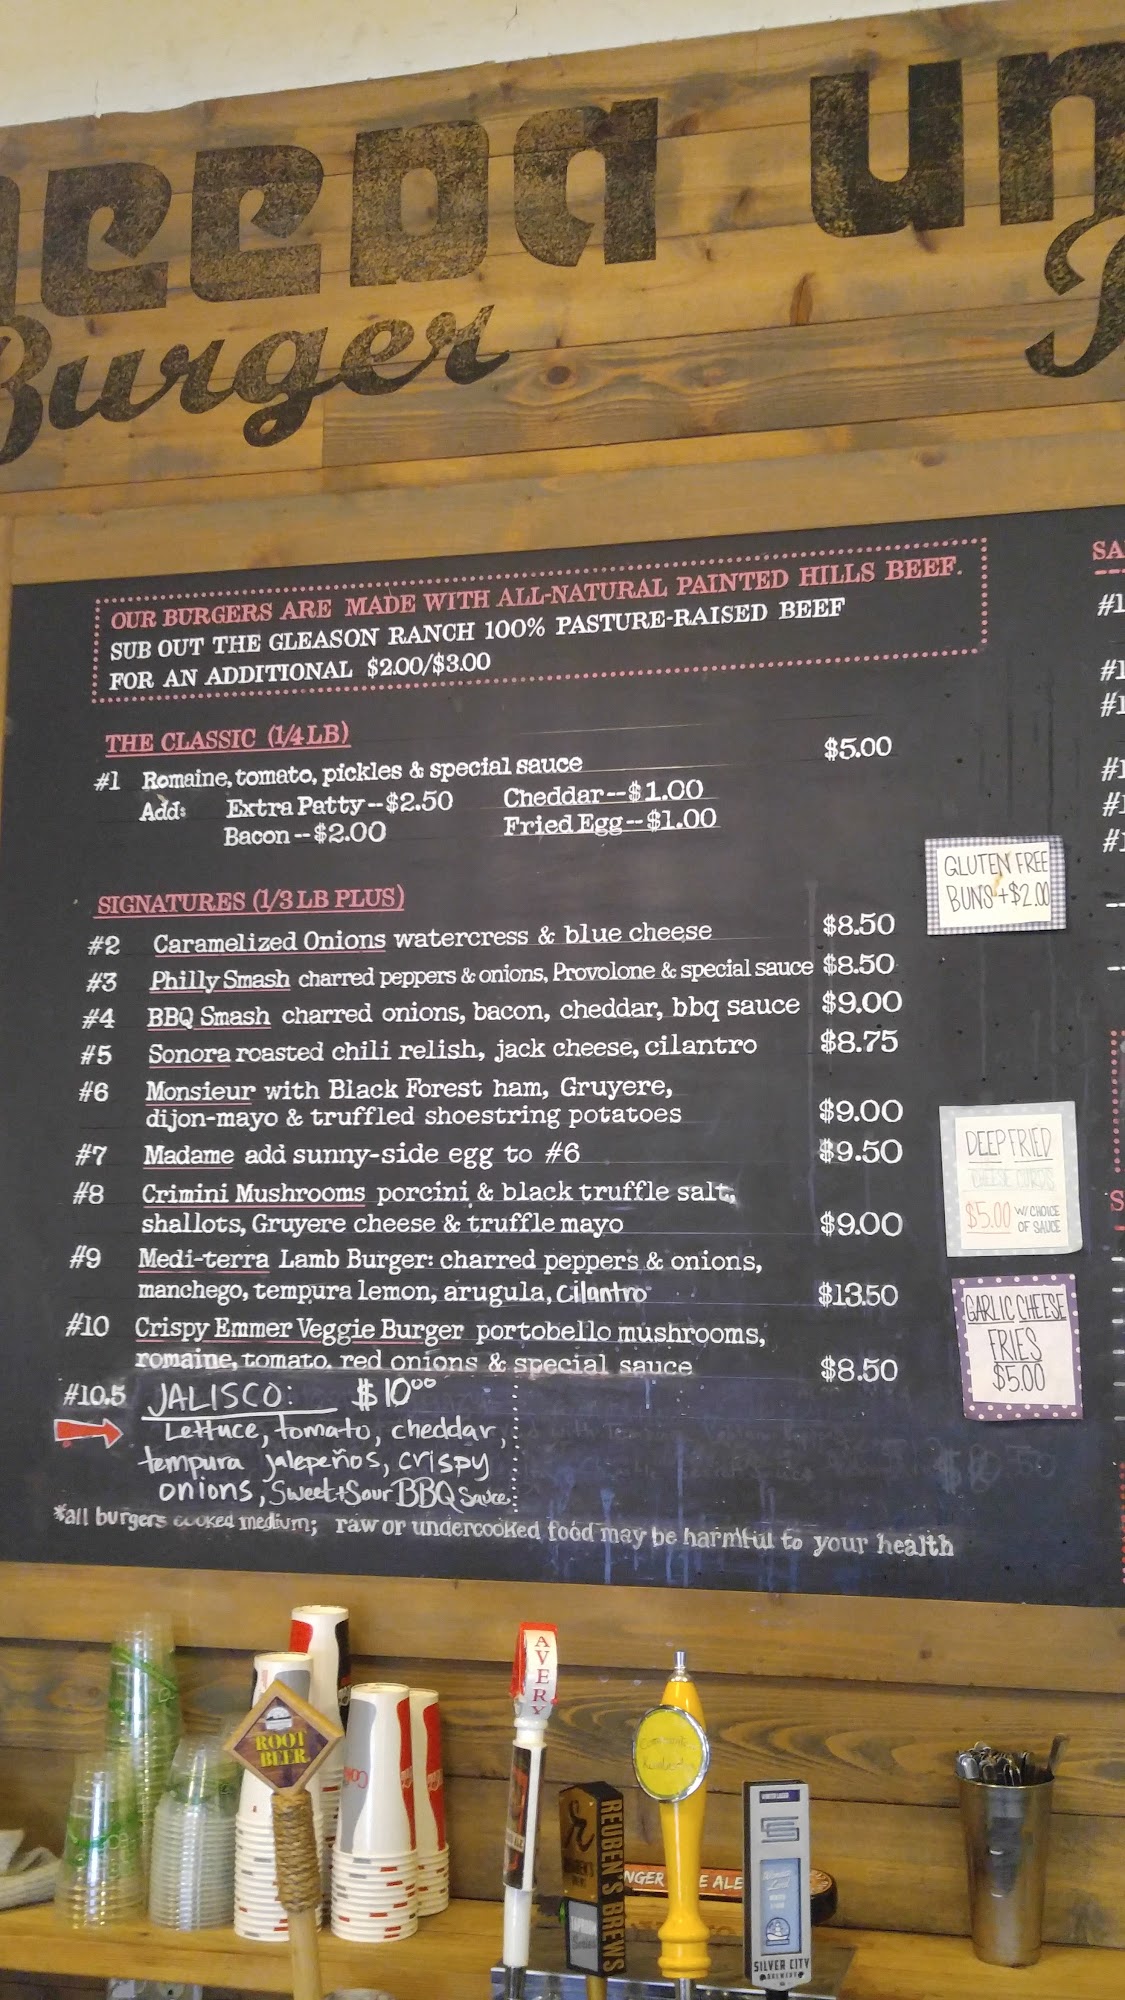 Burger
OUR BURGERS ARE MADE WITH ALL-NATURAL PAINTED HILLS BEEF.
SUB OUT THE GLEASON RANCH 100% PASTURE-RAISED BEEF
FOR AN ADDITIONAL $2.00/$3.00
THE CLASSIC (1/4 LB)
#1 Romaine, tomato, pickles & special sauce $5.00
Add: Extra Patty--$2.50 Cheddar--$1.00
Bacon--$2.00 Fried Egg--$1.00
SIGNATURES (1/3 LB PLUS)
#2 Caramelized Onions watercress & blue cheese $8.50
#3 Philly Smash charred peppers & onions, Provolone & special sauce $8.50
#4 BBQ Smash charred onions, bacon, cheddar, bbq sauce $9.00
#5 Sonora roasted chili relish, jack cheese, cilantro $8.75
#6 Monsieur with Black Forest ham, Gruyere,
dijon-mayo & truffled shoestring potatoes $9.00
#7 Madame add sunny-side egg to #6 $9.50
#8 Crimini Mushrooms porcini & black truffle salt,
shallots, Gruyere cheese & truffle mayo $9.00
#9 Medi-terra Lamb Burger: charred peppers & onions,
manchego, tempura lemon, arugula, cilantro $13.50
#10 Crispy Emmer Veggie Burger portobello mushrooms,
romaine, tomato, red onions & special sauce $8.50
#10.5 JALISCO: $10.00
Lettuce, tomato, cheddar,
tempura jalepeños, crispy
onions, Sweet+Sour BBQ Sauce
*all burgers cooked medium; raw or undercooked food may be harmful to your health
GLUTEN FREE
BUNS +$2.00
DEEP FRIED
CHEESE CURDS
$5.00 W/ CHOICE
OF SAUCE
GARLIC CHEESE
FRIES
$5.00
SA
ROOT
BEER
AVERY
REUBEN'S BREWS
SILVER CITY
BREWERY